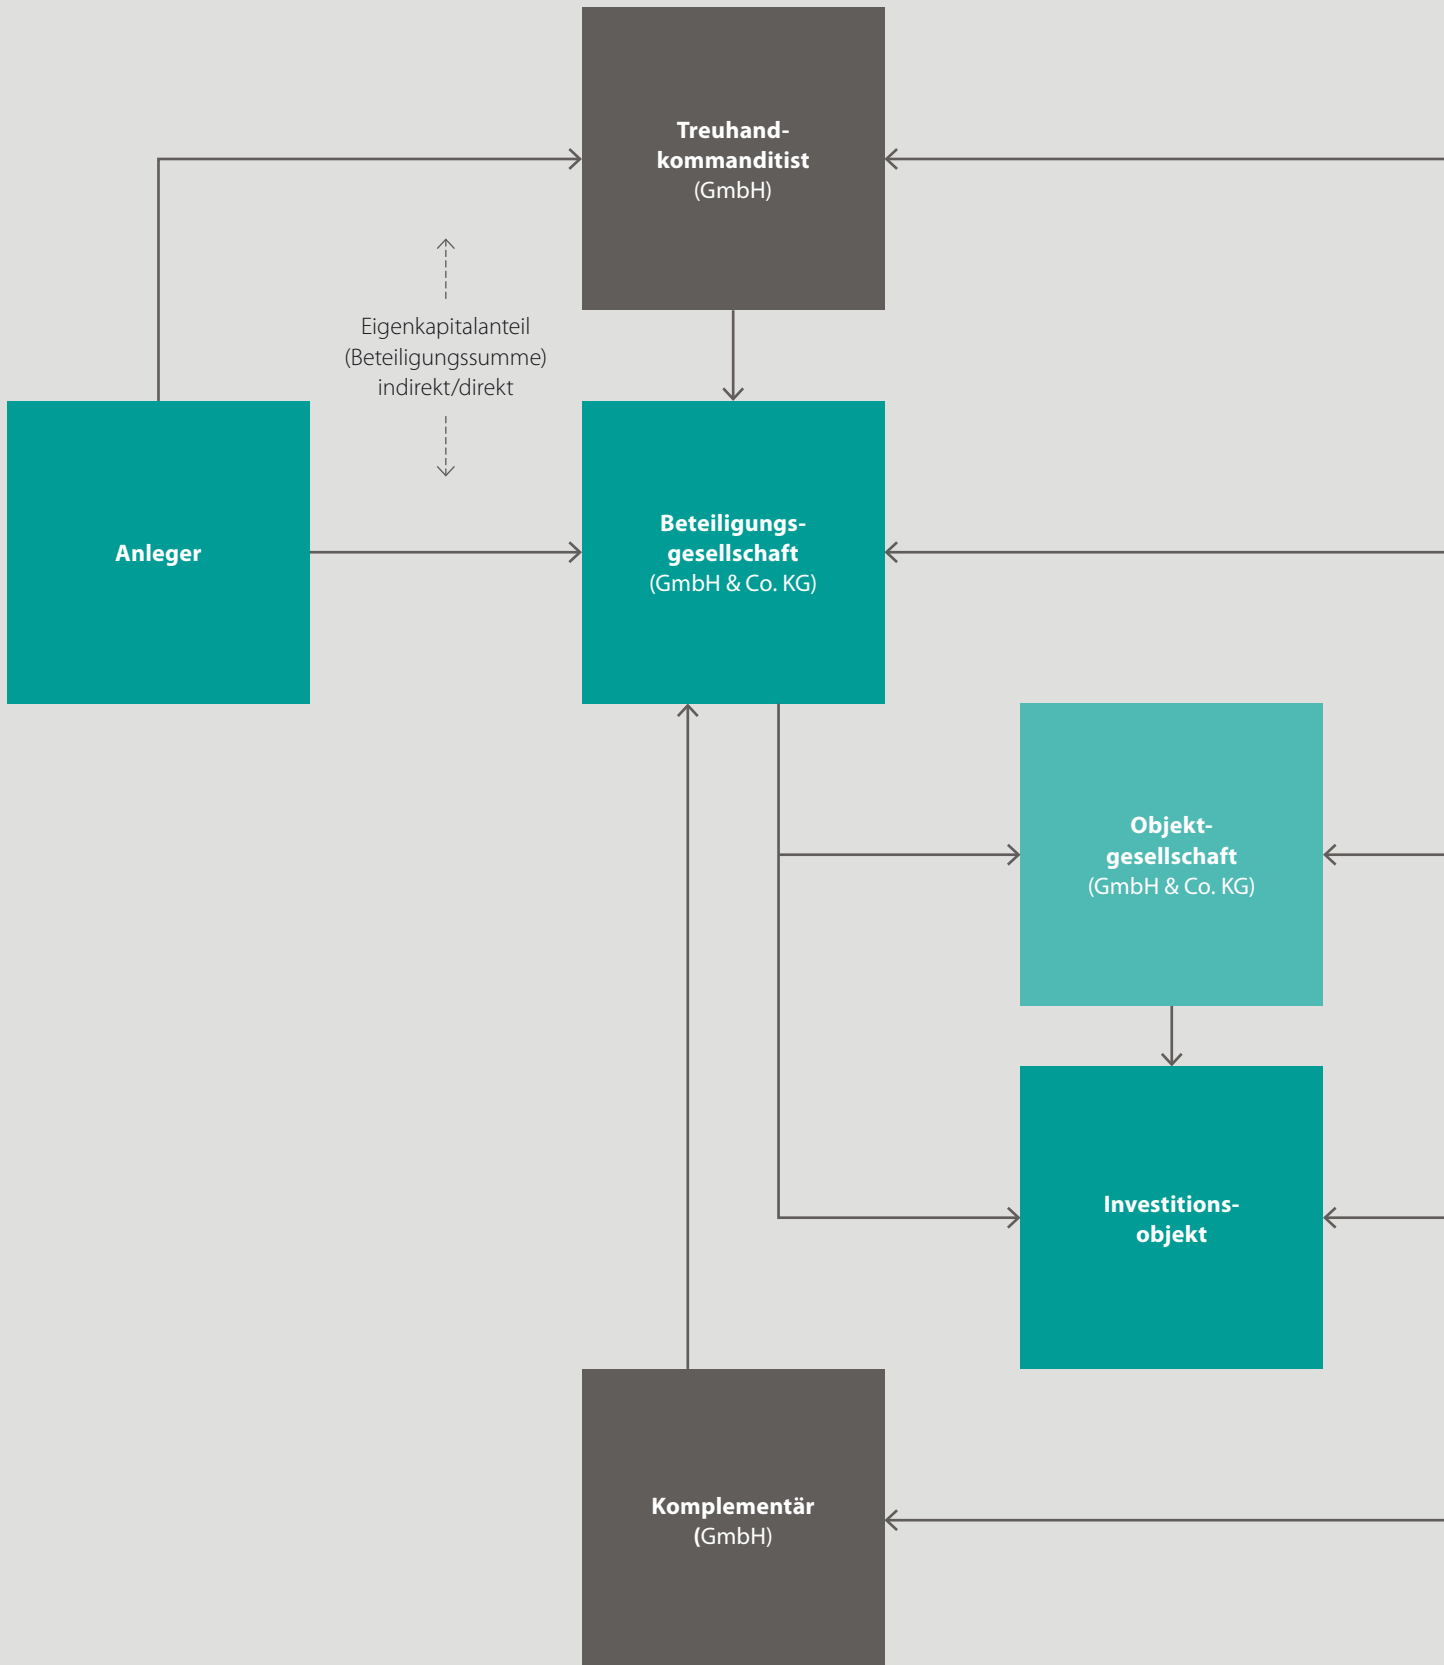 Treuhand-
kommanditist
(GmbH)
Eigenkapitalanteil
(Beteiligungssumme)
indirekt/direkt
Anleger
Beteiligungs-
gesellschaft
(GmbH & Co. KG)
Objekt-
gesellschaft
(GmbH & Co. KG)
Investitions-
objekt
Komplementär
(GmbH)